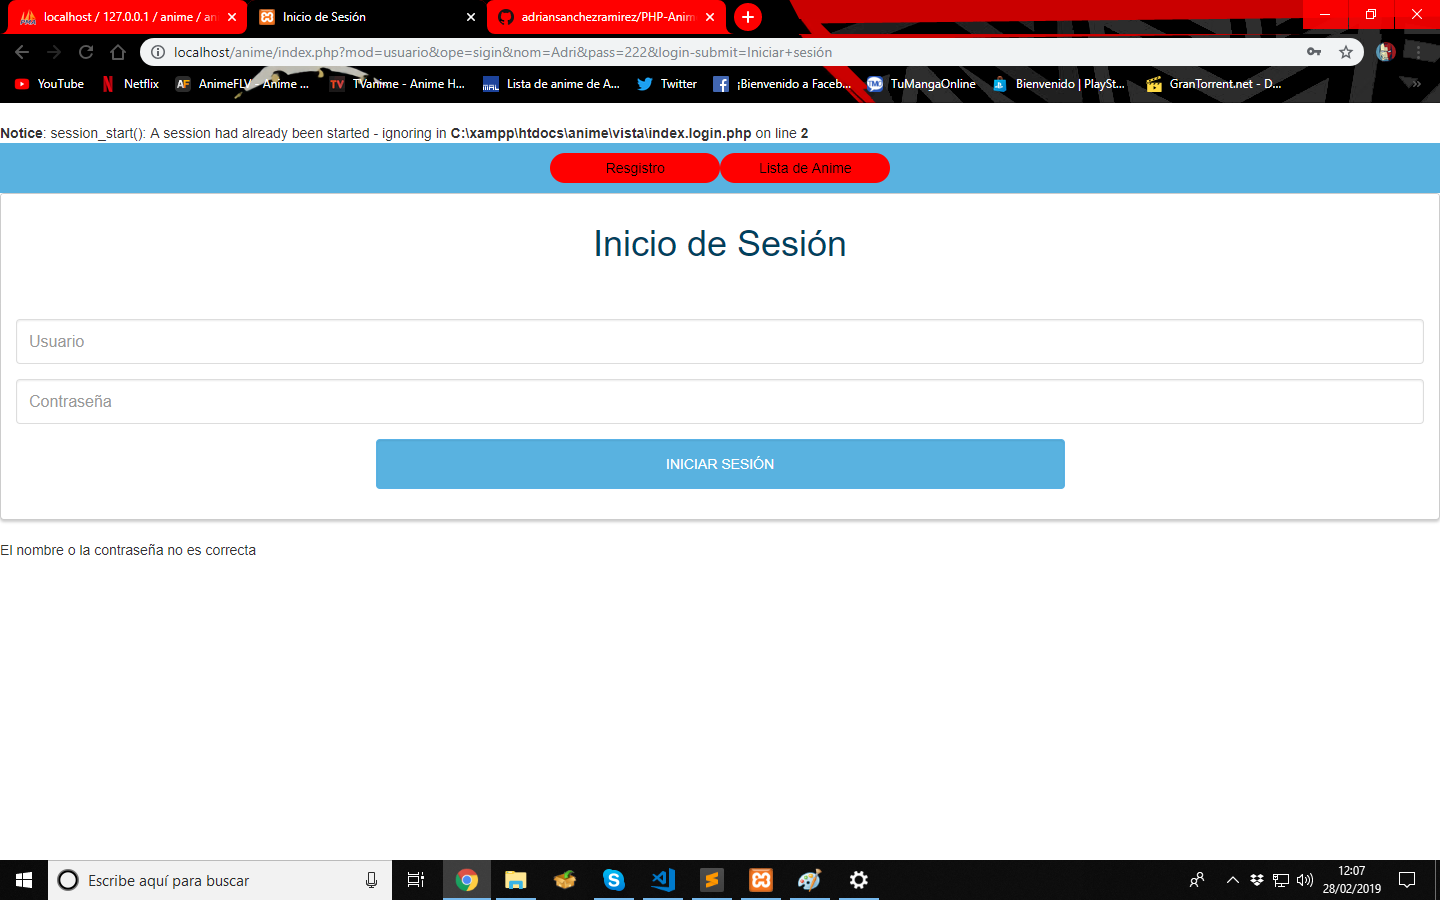 localhost / 127.0.0.1 / anime / ani
Inicio de Sesión
adriansanchezramirez/PHP-Anim
localhost/anime/index.php?mod=usuario&ope=sigin&nom=Adri&pass=222&login-submit=Iniciar+sesión
YouTube
Netflix
AnimeFLV - Anime ...
TVanime - Anime H...
Lista de anime de A...
Twitter
¡Bienvenido a Faceb...
TuMangaOnline
Bienvenido | PlaySt...
GranTorrent.net - D...
Notice: session_start(): A session had already been started - ignoring in C:\xampp\htdocs\anime\vista\index.login.php on line 2
Resgistro
Lista de Anime
Inicio de Sesión
Usuario
Contraseña
INICIAR SESIÓN
El nombre o la contraseña no es correcta
Escribe aquí para buscar
12:07
28/02/2019